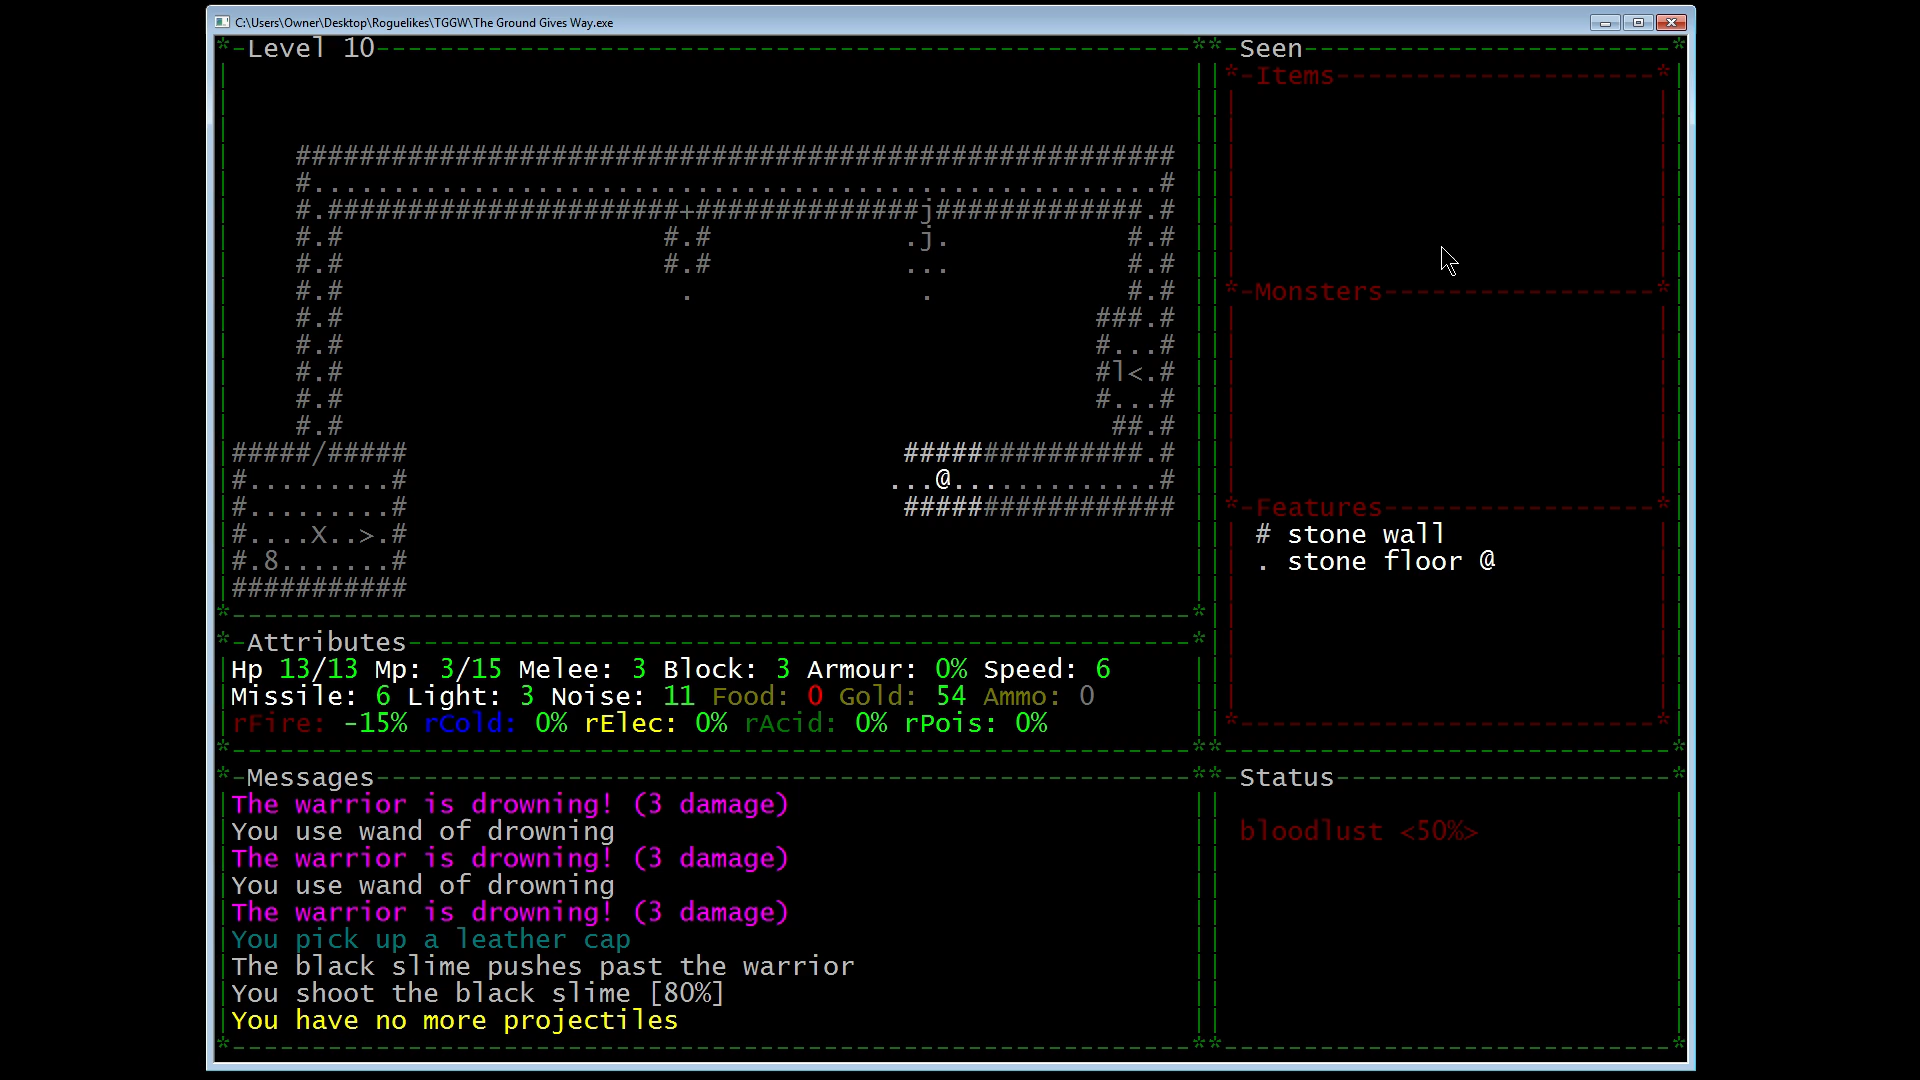 C:\Users\Owner\Desktop\Roguelikes\TGGW\The Ground Gives Way.exe
Level 10
#######################################################
#.....................................................#
#.######################+##############j#############.#
#.# #.# .j. #.#
#.# #.# ... #.#
#.# . . #.#
#.# ###.#
#.# #...#
#.# #l<.#
#.# #...#
#.# ##.#
#####/##### ###############.#
#.........# ...@............#
#.........# #################
#....x..>.#
#.8.......#
###########
Seen
Items
Monsters
Features
# stone wall
. stone floor @
Attributes
Hp 13/13 Mp: 3/15 Melee: 3 Block: 3 Armour: 0% Speed: 6
Missile: 6 Light: 3 Noise: 11 Food: 0 Gold: 54 Ammo: 0
rFire: -15% rCold: 0% rElec: 0% rAcid: 0% rPois: 0%
Messages
The warrior is drowning! (3 damage)
You use wand of drowning
The warrior is drowning! (3 damage)
You use wand of drowning
The warrior is drowning! (3 damage)
You pick up a leather cap
The black slime pushes past the warrior
You shoot the black slime [80%]
You have no more projectiles
Status
bloodlust <50%>